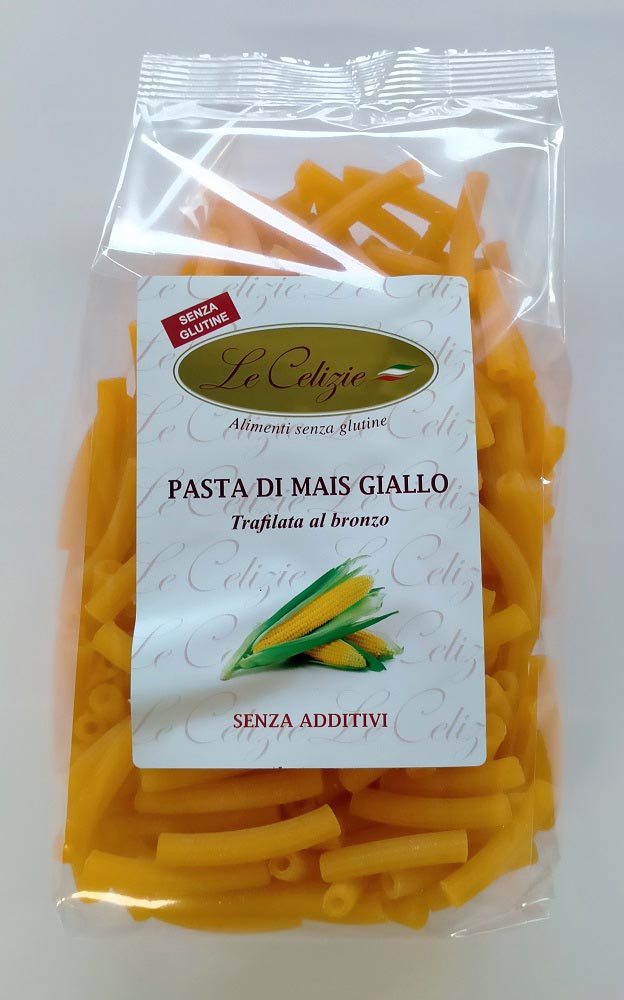 SENZA
GLUTINE
Le Celizie
Alimenti senza glutine
PASTA DI MAIS GIALLO
Trafilata al bronzo
SENZA ADDITIVI